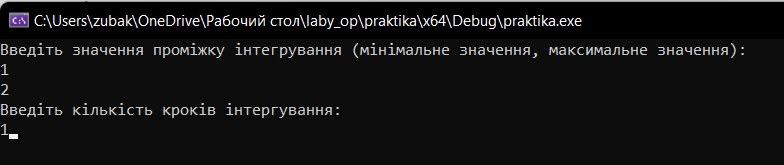 C:\Users\zubak\OneDrive\Рабочий стол\laby_op\praktika\x64\Debug\praktika.exe
Введіть значення проміжку інтегрування (мінімальне значення, максимальне значення):
1
2
Введіть кількість кроків інтергування:
1